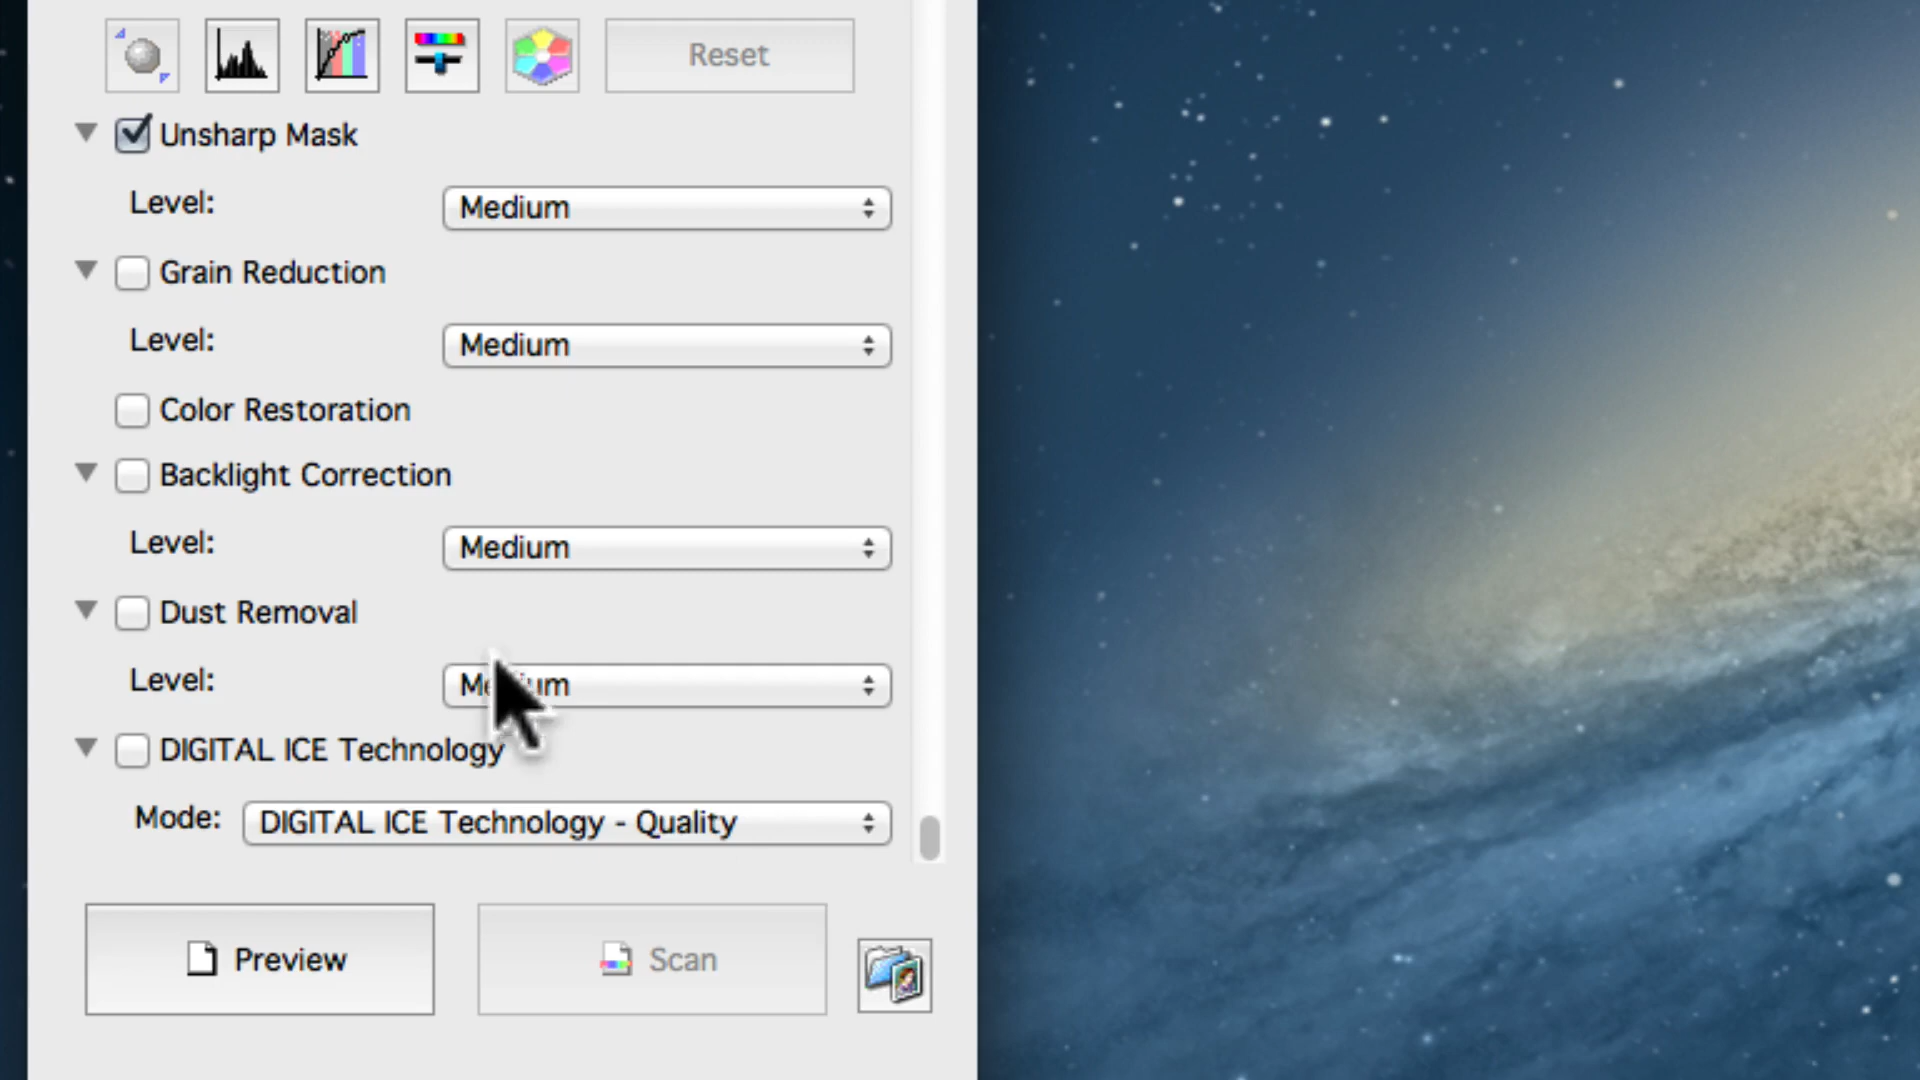 Reset
Unsharp Mask
Level: Medium
Grain Reduction
Level: Medium
Color Restoration
Backlight Correction
Level: Medium
Dust Removal
Level: Medium
DIGITAL ICE Technology
Mode: DIGITAL ICE Technology - Quality
Preview Scan